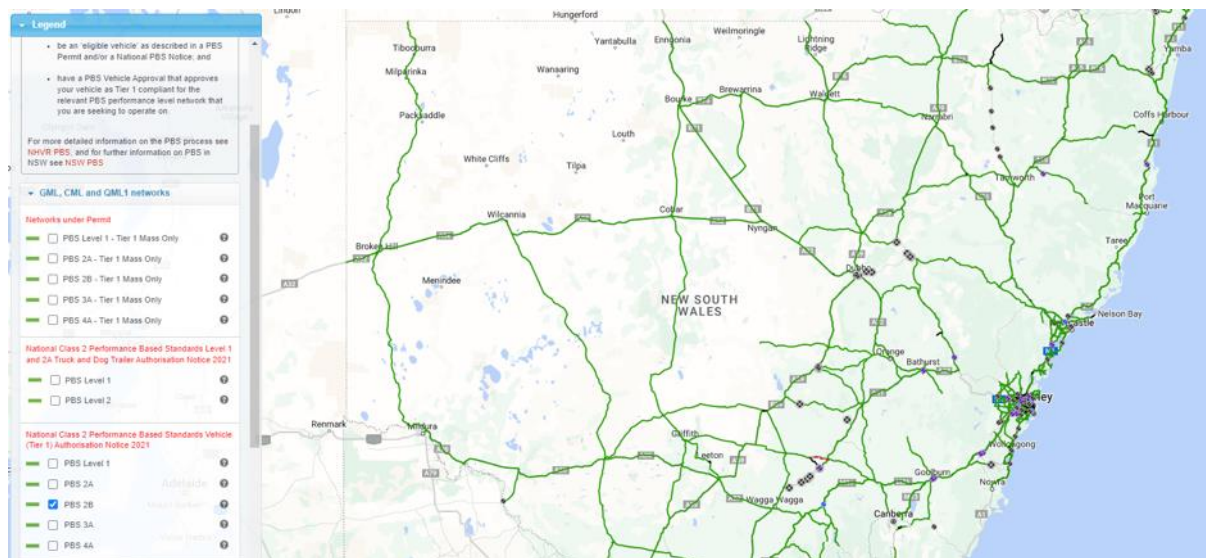 Legend
be an 'eligible vehicle' as described in a PBS
Permit and/or a National PBS Notice; and
have a PBS Vehicle Approval that approves
your vehicle as Tier 1 compliant for the
relevant PBS performance level network that
you are seeking to operate on.
For more detailed information on the PBS process see
NHVR PBS, and for further information on PBS in
NSW see NSW PBS
GML, CML and QML1 networks
Networks under Permit
PBS Level 1 - Tier 1 Mass Only
PBS 2A - Tier 1 Mass Only
PBS 2B - Tier 1 Mass Only
PBS 3A - Tier 1 Mass Only
PBS 4A - Tier 1 Mass Only
National Class 2 Performance Based Standards Level 1
and 2A Truck and Dog Trailer Authorisation Notice 2021
PBS Level 1
PBS Level 2
National Class 2 Performance Based Standards Vehicle
(Tier 1) Authorisation Notice 2021
PBS Level 1
PBS 2A
PBS 2B
PBS 3A
PBS 4A
Adelaide
Hungerford
Tibooburra
Yantabulla
Enngonia
Weilmoringle
Lightning
Ridge
Yamba
Milparinka
Wanaaring
Brewarrina
Bourke
Walgett
Packsaddle
Narrabri
Coffs Harbour
Louth
White Cliffs
Tilpa
Tamworth
Port
Macquarie
Wilcannia
Cobar
Nyngan
Taree
Broken Hill
A32
Menindee
NEW SOUTH
WALES
Nelson Bay
Orange
Bathurst
Renmark
Mildura
Griffith
Leeton
Wollongong
Goulburn
Nowra
Wagga Wagga
Canberra
A1